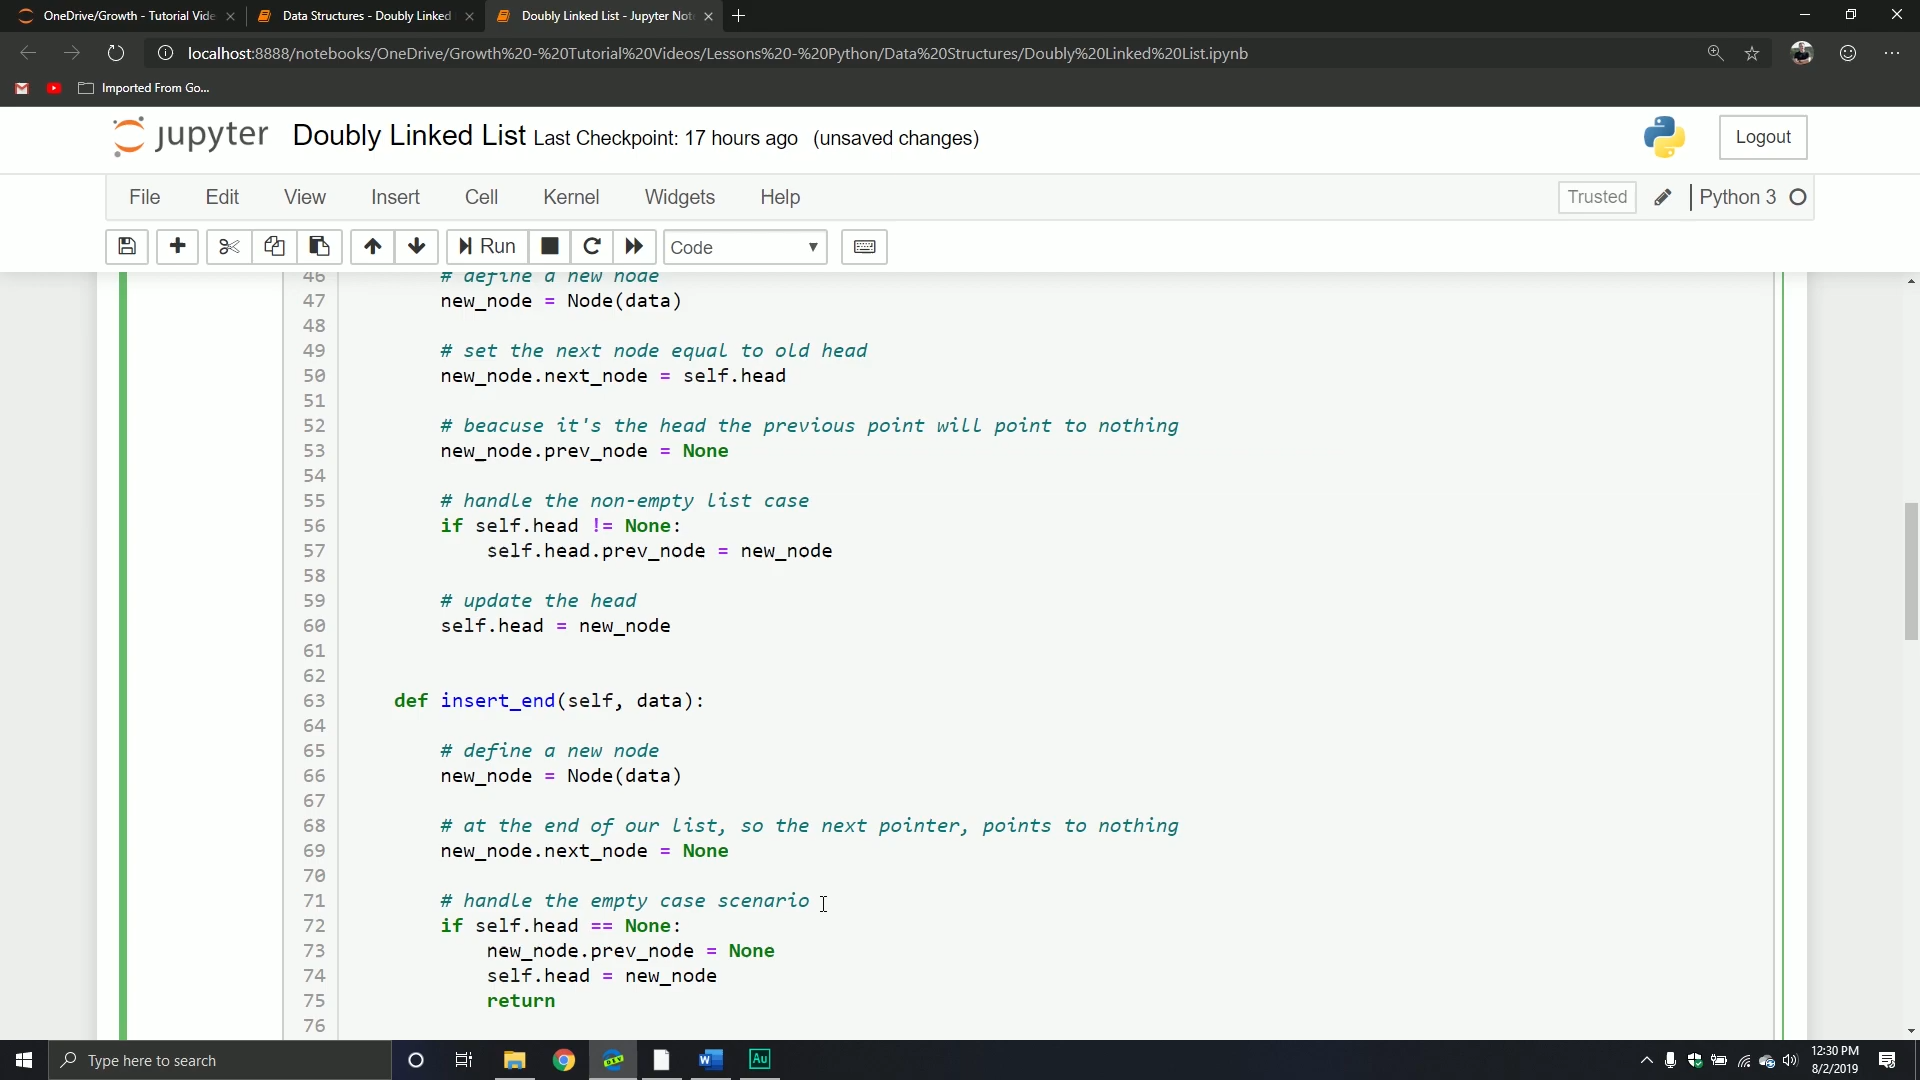 OneDrive/Growth - Tutorial Vide
Data Structures - Doubly Linked
Doubly Linked List - Jupyter Not
localhost:8888/notebooks/OneDrive/Growth%20-%20Tutorial%20Videos/Lessons%20-%20Python/Data%20Structures/Doubly%20Linked%20List.ipynb
Imported From Go...
jupyter Doubly Linked List Last Checkpoint: 17 hours ago (unsaved changes) Logout
File Edit View Insert Cell Kernel Widgets Help Trusted Python 3
Run Code
46 # define a new node
47 new_node = Node(data)
48
49 # set the next node equal to old head
50 new_node.next_node = self.head
51
52 # beacuse it's the head the previous point will point to nothing
53 new_node.prev_node = None
54
55 # handle the non-empty list case
56 if self.head != None:
57 self.head.prev_node = new_node
58
59 # update the head
60 self.head = new_node
61
62
63 def insert_end(self, data):
64
65 # define a new node
66 new_node = Node(data)
67
68 # at the end of our list, so the next pointer, points to nothing
69 new_node.next_node = None
70
71 # handle the empty case scenario
72 if self.head == None:
73 new_node.prev_node = None
74 self.head = new_node
75 return
76
Type here to search
DEV
Au
12:30 PM
8/2/2019